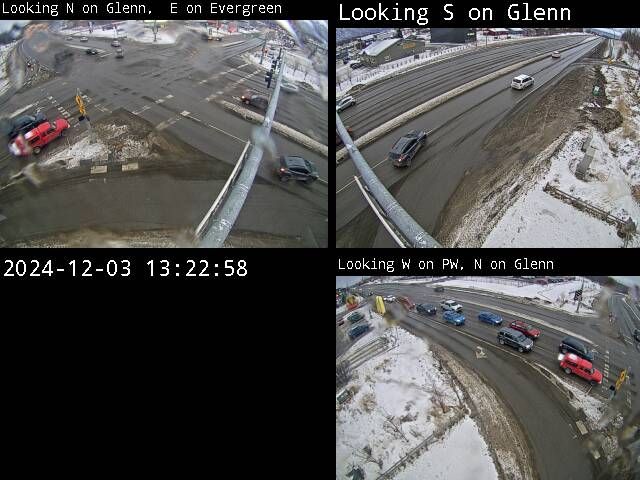 Looking N on Glenn,  E on Evergreen
Looking S on Glenn
2024-12-03 13:22:58
Looking W on PW, N on Glenn